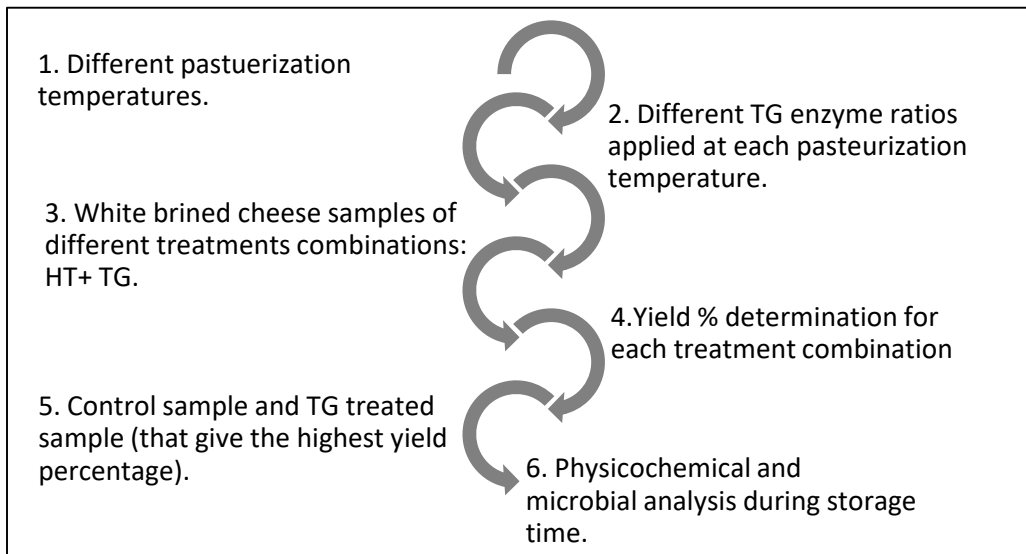 1. Different pastuerization
temperatures.
2. Different TG enzyme ratios
applied at each pasteurization
temperature.
3. White brined cheese samples of
different treatments combinations:
HT+ TG.
4.Yield % determination for
each treatment combination
5. Control sample and TG treated
sample (that give the highest yield
percentage).
6. Physicochemical and
microbial analysis during storage
time.